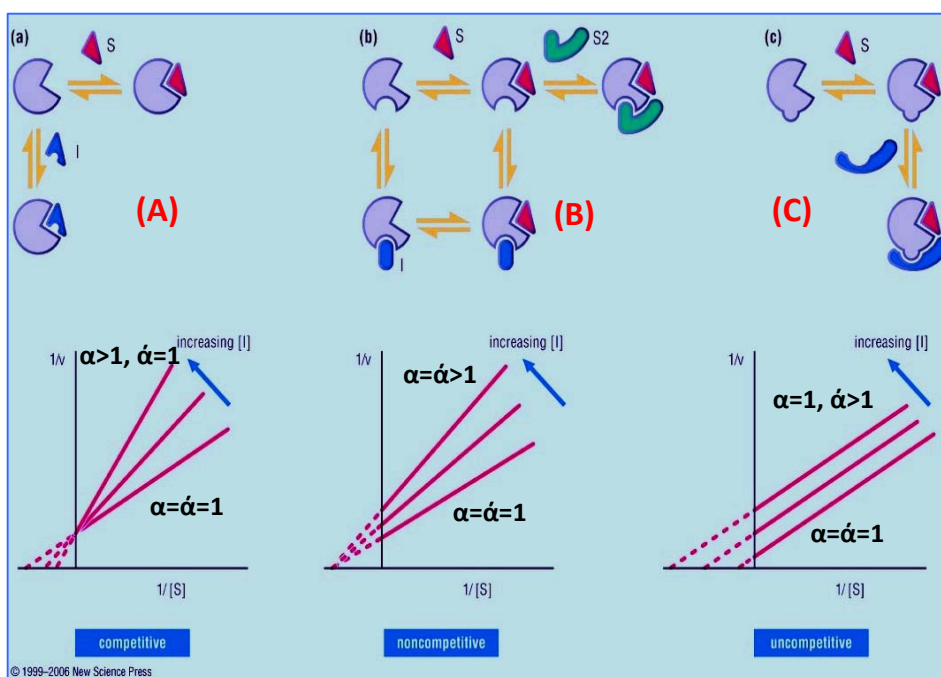 (a)
S
I
(A)
(b)
S
S2
I
(B)
(c)
S
(C)
1/v
α>1, ά=1
increasing [I]
α=ά=1
1/ [S]
competitive
1/v
increasing [I]
α=ά>1
α=ά=1
1/ [S]
noncompetitive
1/v
increasing [I]
α=1, ά>1
α=ά=1
1/ [S]
uncompetitive
© 1999–2006 New Science Press